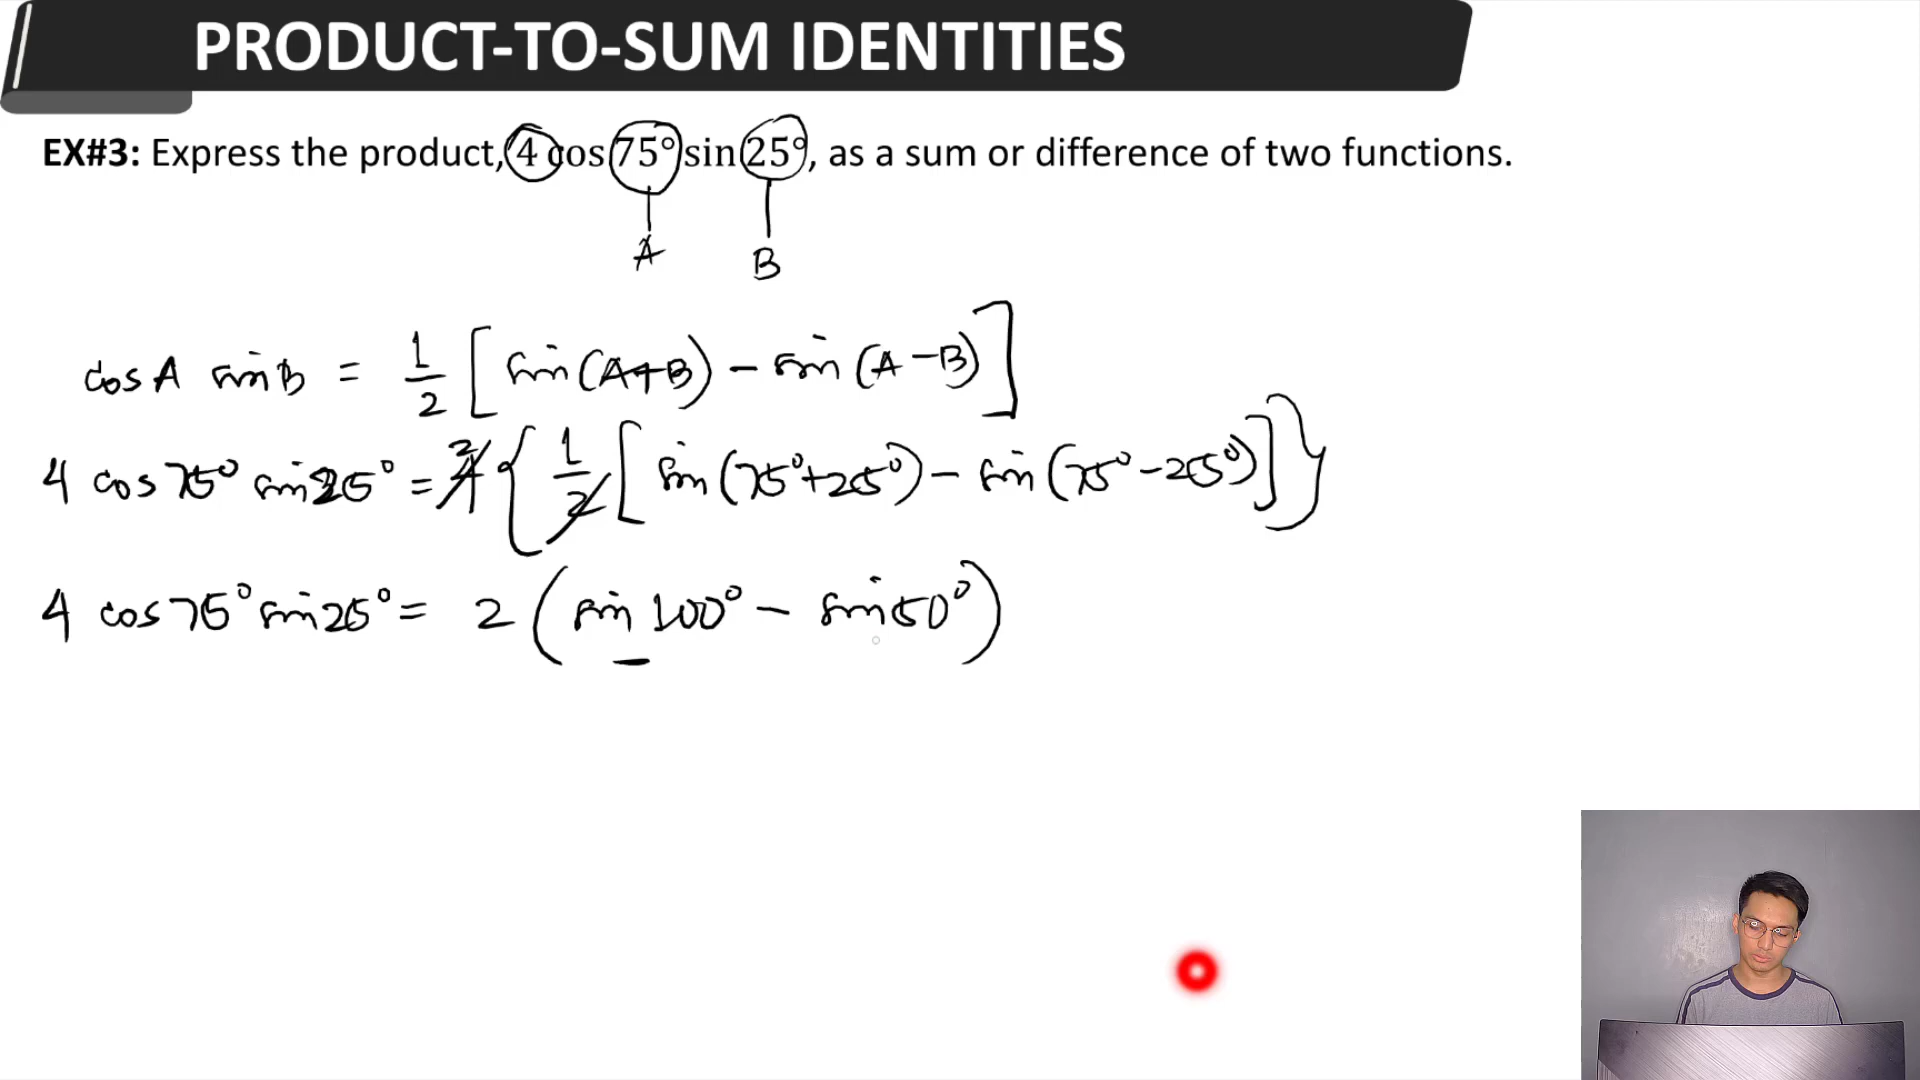 PRODUCT-TO-SUM IDENTITIES
EX#3: Express the product, 4 cos 75° sin 25°, as a sum or difference of two functions.
A B
cos A sin B = 1/2 [ sin (A+B) - sin (A-B) ]
4 cos 75° sin 25° = 4 2 { 1/2 [ sin (75°+25°) - sin (75°-25°) ] }
4 cos 75° sin 25° = 2 ( sin 100° - sin 50° )